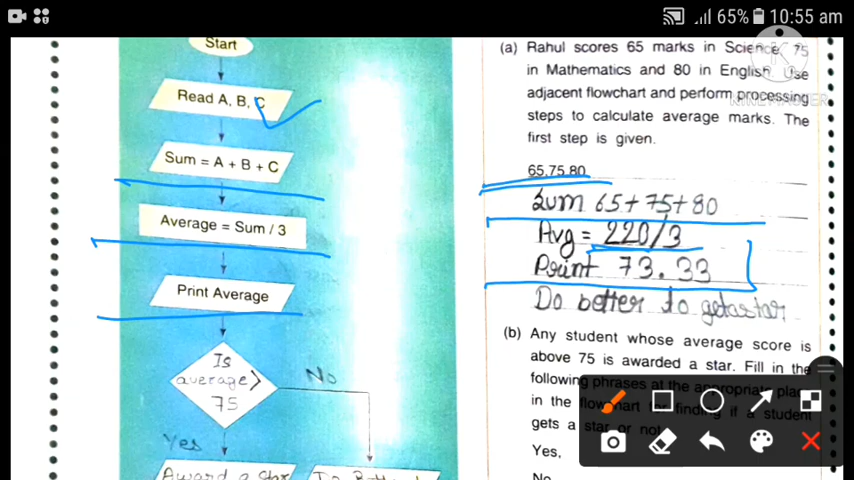 65% 10:55 am
Start
Read A, B, C
Sum = A + B + C
Average = Sum / 3
Print Average
Is
average >
75
No
Yes
Award a star
(a) Rahul scores 65 marks in Science, 75
in Mathematics and 80 in English. Use
adjacent flowchart and perform processing
steps to calculate average marks. The
first step is given.
65,75,80
Sum 65+75+80
Avg = 220/3
Print 73.33
Do better to get a star
(b) Any student whose average score is
above 75 is awarded a star. Fill in the
following phrases at the appropriate place
in the flowchart for finding if a student
gets a star or not.
Yes,
No